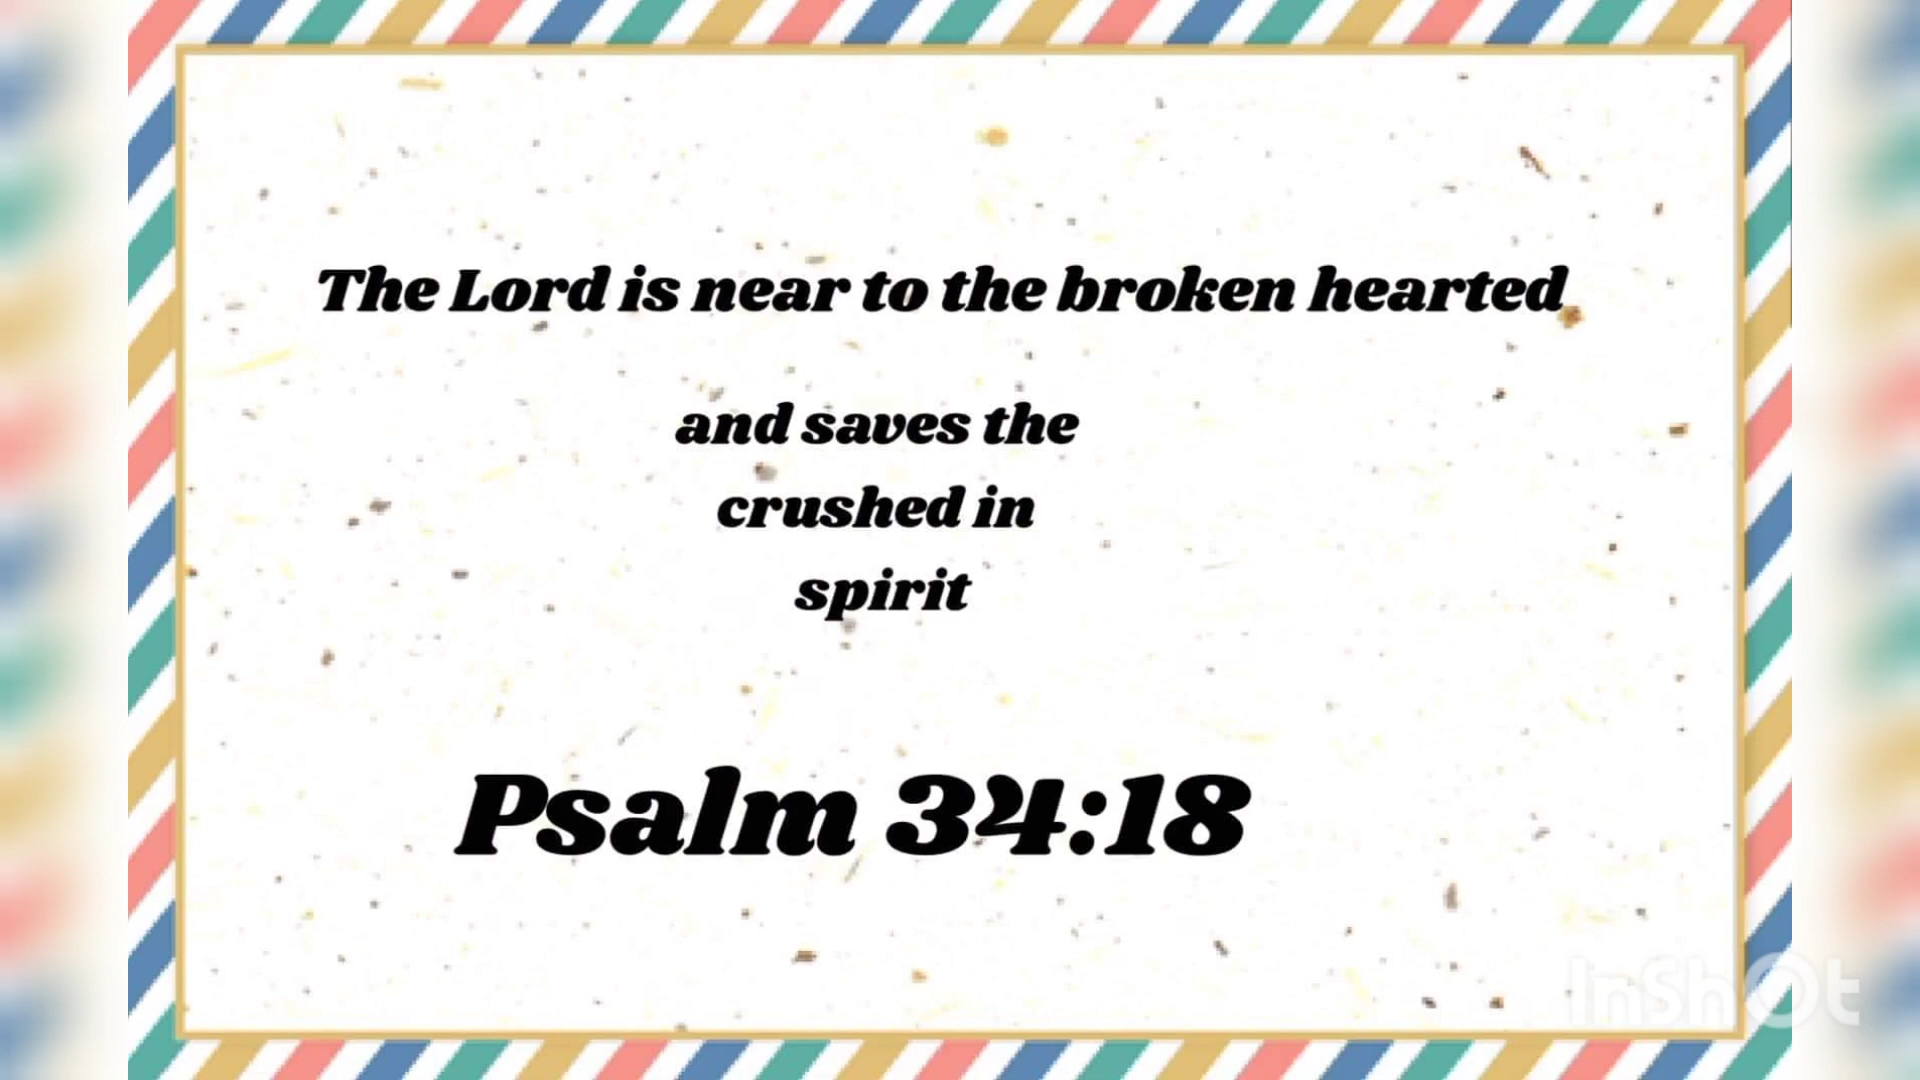 The Lord is near to the broken hearted
and saves the
crushed in
spirit
Psalm 34:18
InShOt